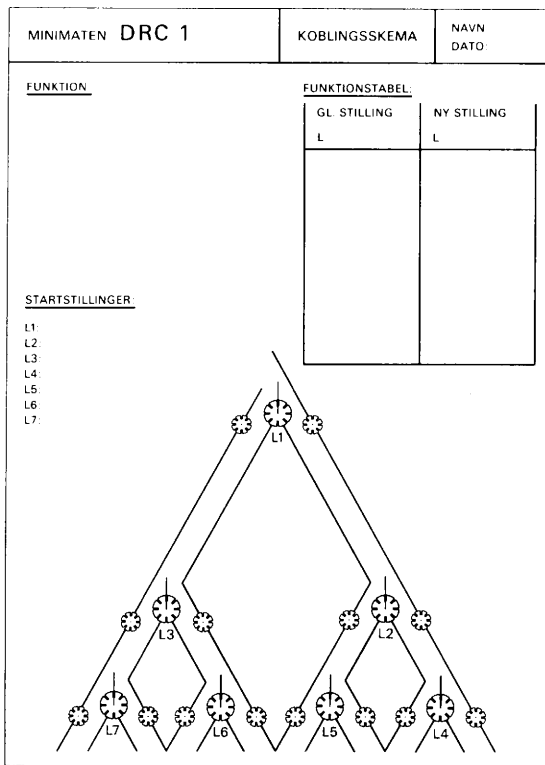 MINIMATEN DRC 1
KOBLINGSSKEMA
NAVN
DATO:
FUNKTION
FUNKTIONSTABEL:
GL. STILLING
NY STILLING
L
L
STARTSTILLINGER:
L1:
L2:
L3:
L4:
L5:
L6:
L7:
L1
L3
L2
L7
L6
L5
L4